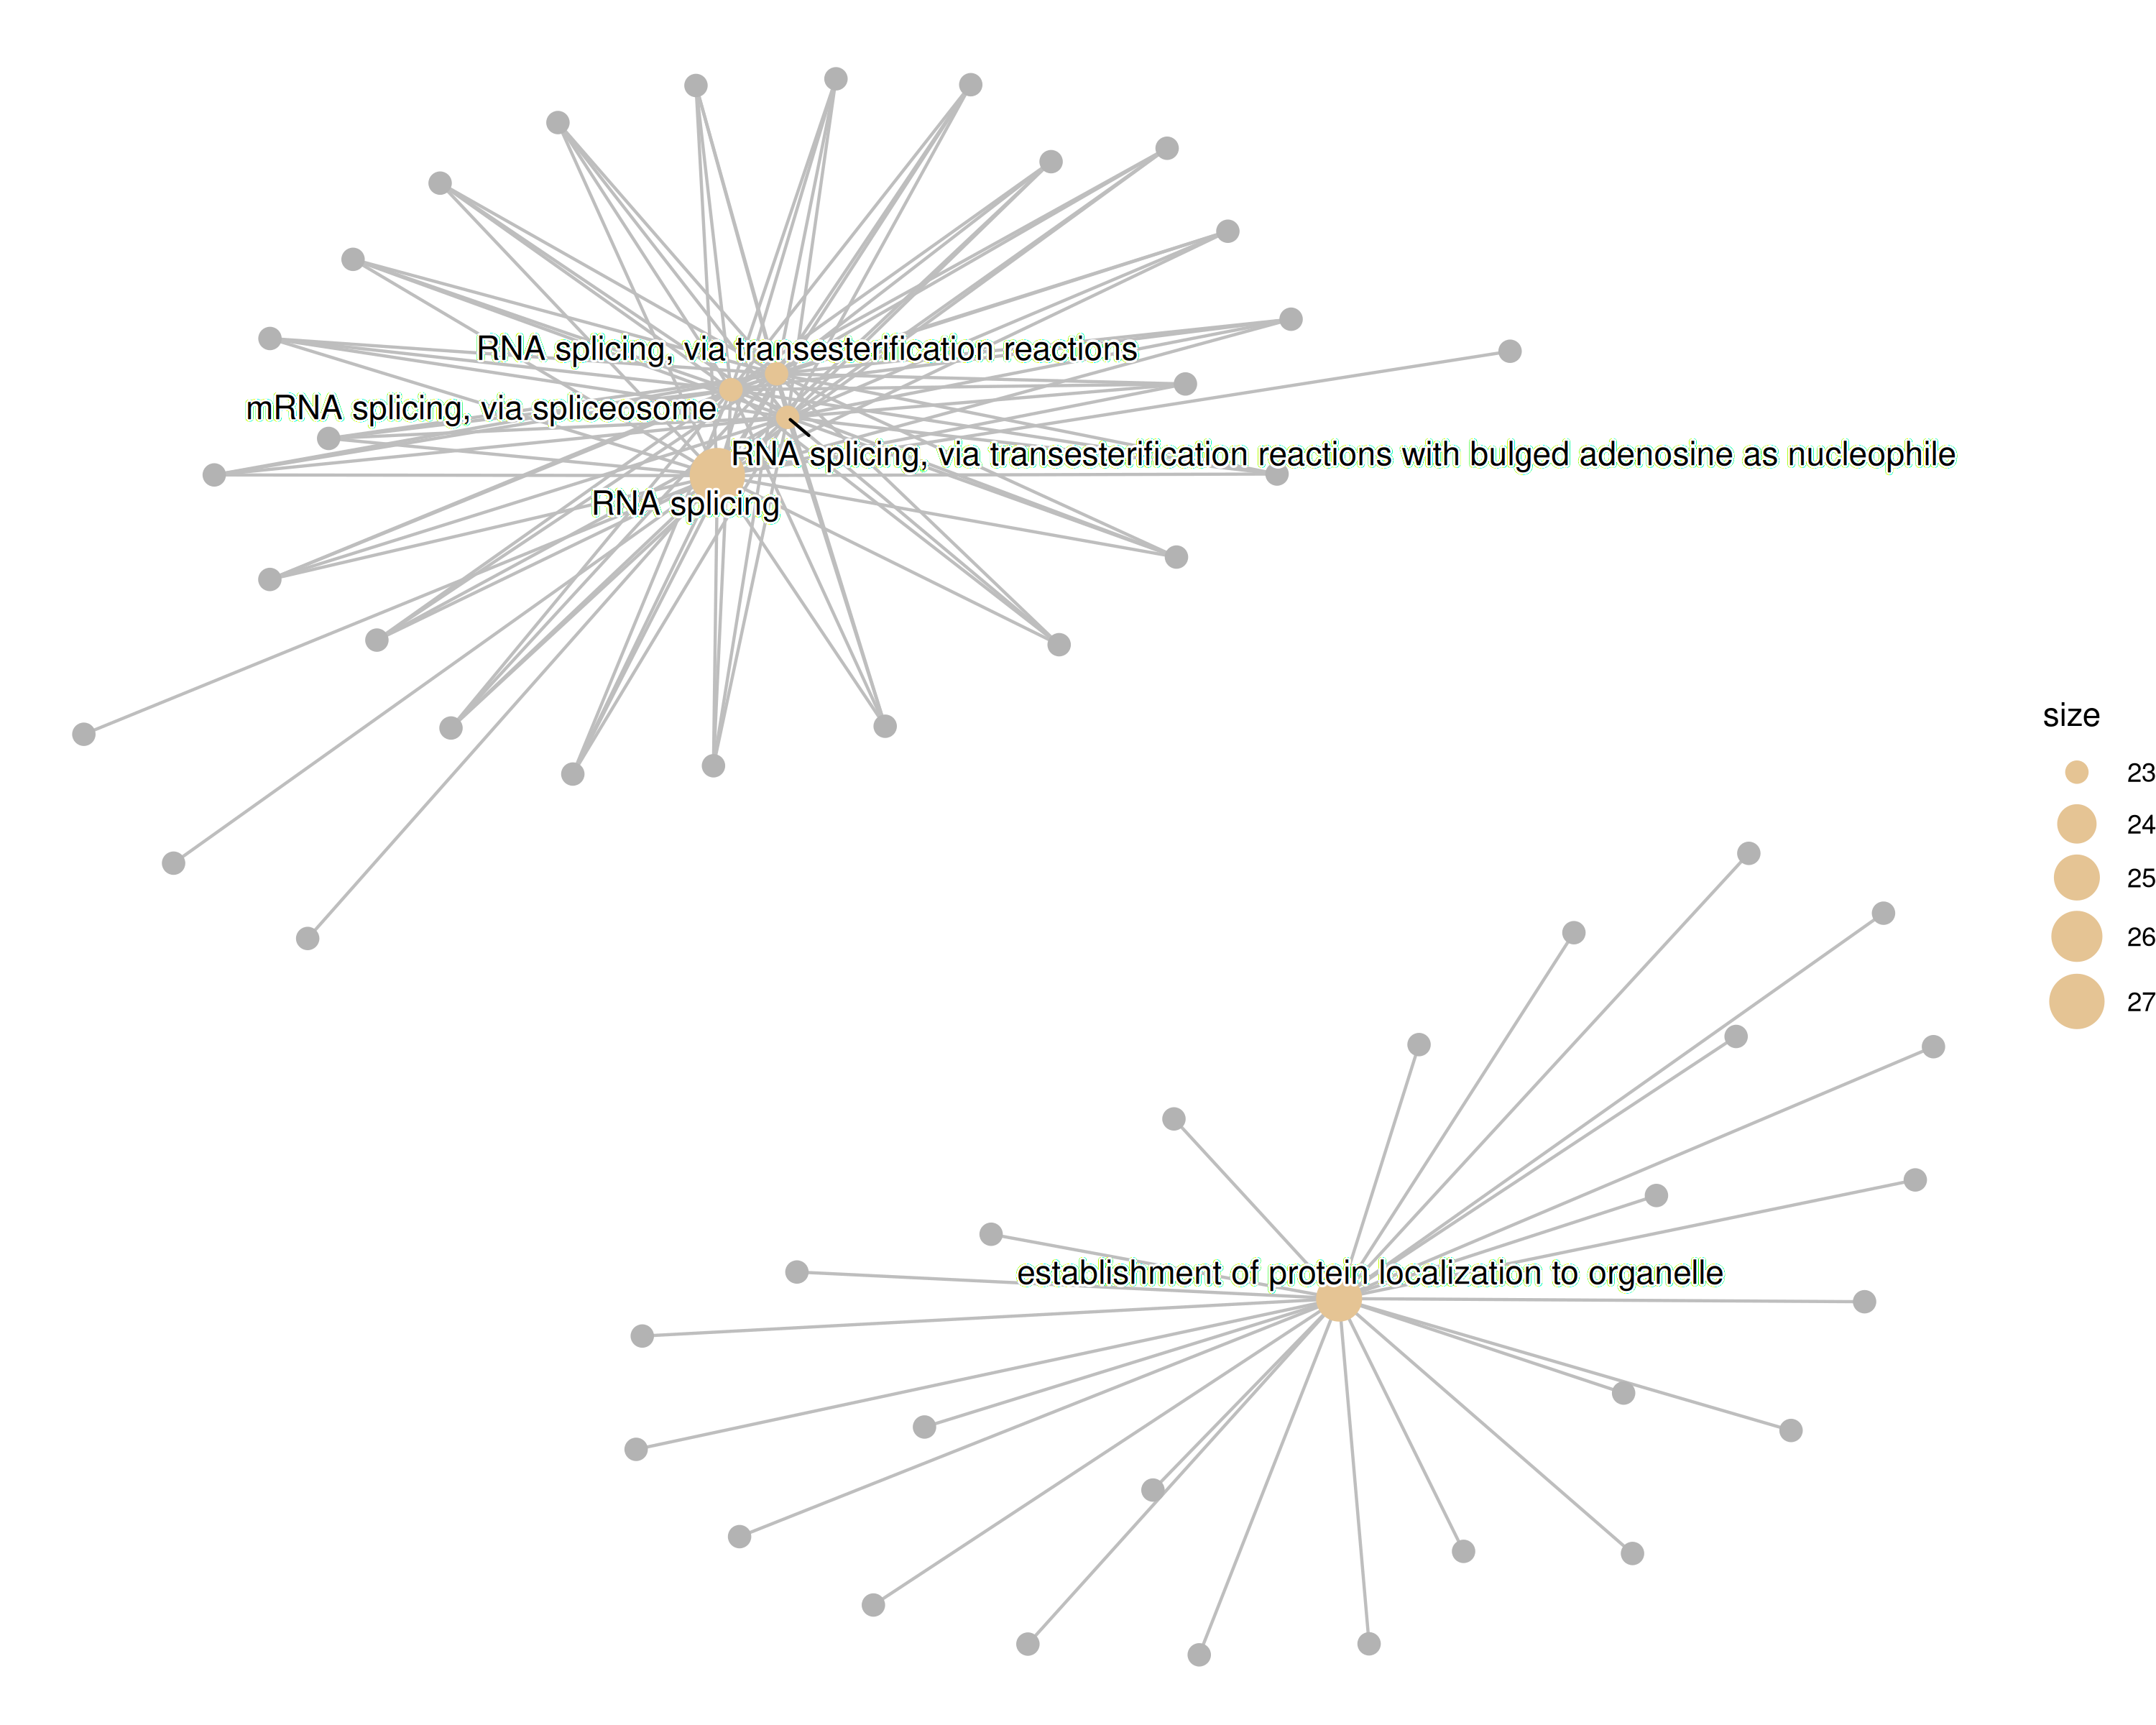 RNA splicing, via transesterification reactions
mRNA splicing, via spliceosome
RNA splicing, via transesterification reactions with bulged adenosine as nucleophile
RNA splicing
size
23
24
25
26
27
establishment of protein localization to organelle